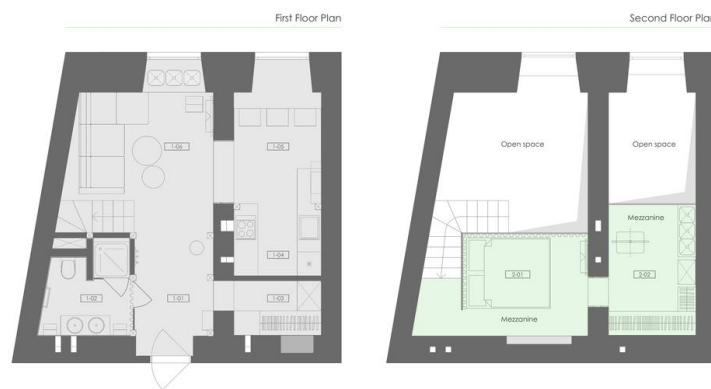 First Floor Plan
1-06
1-05
1-04
1-02
1-01
1-03
Second Floor Plan
Open space
Open space
Mezzanine
2-01
2-02
Mezzanine